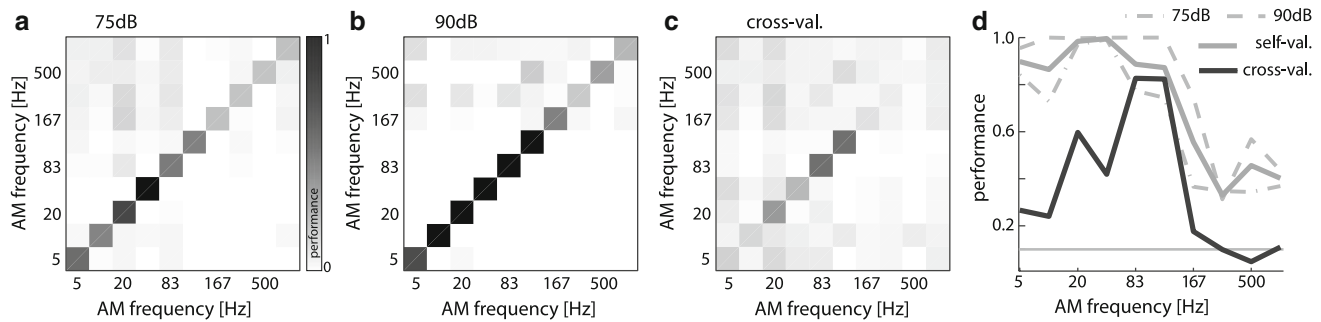 a 75dB
AM frequency [Hz]
500
167
83
20
5
5 20 83 167 500
AM frequency [Hz]
1
performance
0
b 90dB
AM frequency [Hz]
500
167
83
20
5
5 20 83 167 500
AM frequency [Hz]
c cross-val.
AM frequency [Hz]
500
167
83
20
5
5 20 83 167 500
AM frequency [Hz]
d 75dB 90dB
self-val.
cross-val.
performance
1.0
0.6
0.2
5 20 83 167 500
AM frequency [Hz]